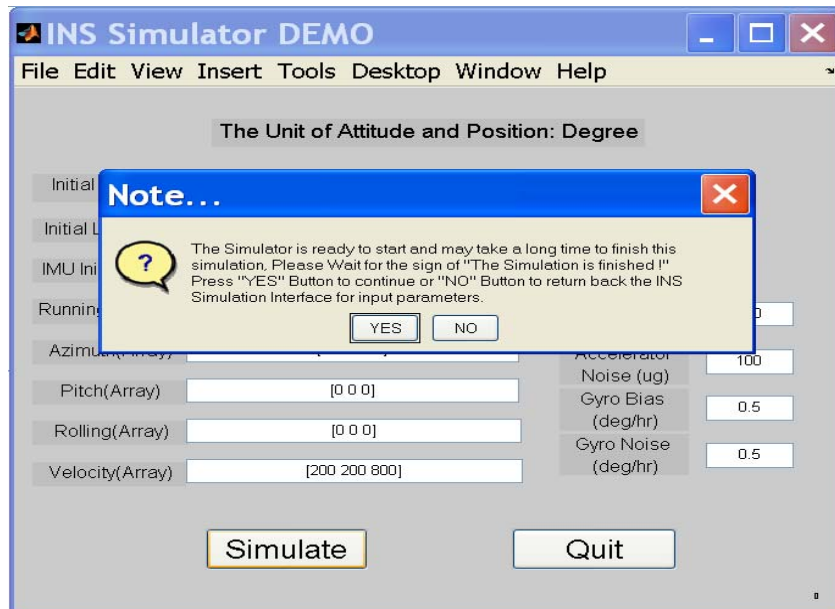 INS Simulator DEMO
File Edit View Insert Tools Desktop Window Help
The Unit of Attitude and Position: Degree
Initial
Note...
Initial L
The Simulator is ready to start and may take a long time to finish this
simulation, Please Wait for the sign of "The Simulation is finished !"
Press "YES" Button to continue or "NO" Button to return back the INS
Simulation Interface for input parameters.
?
IMU Ini
Running
YES NO
Accelerator
Noise (ug) 100
Pitch(Array) [0 0 0]
Gyro Bias
(deg/hr) 0.5
Rolling(Array) [0 0 0]
Gyro Noise
(deg/hr) 0.5
Velocity(Array) [200 200 800]
Simulate Quit